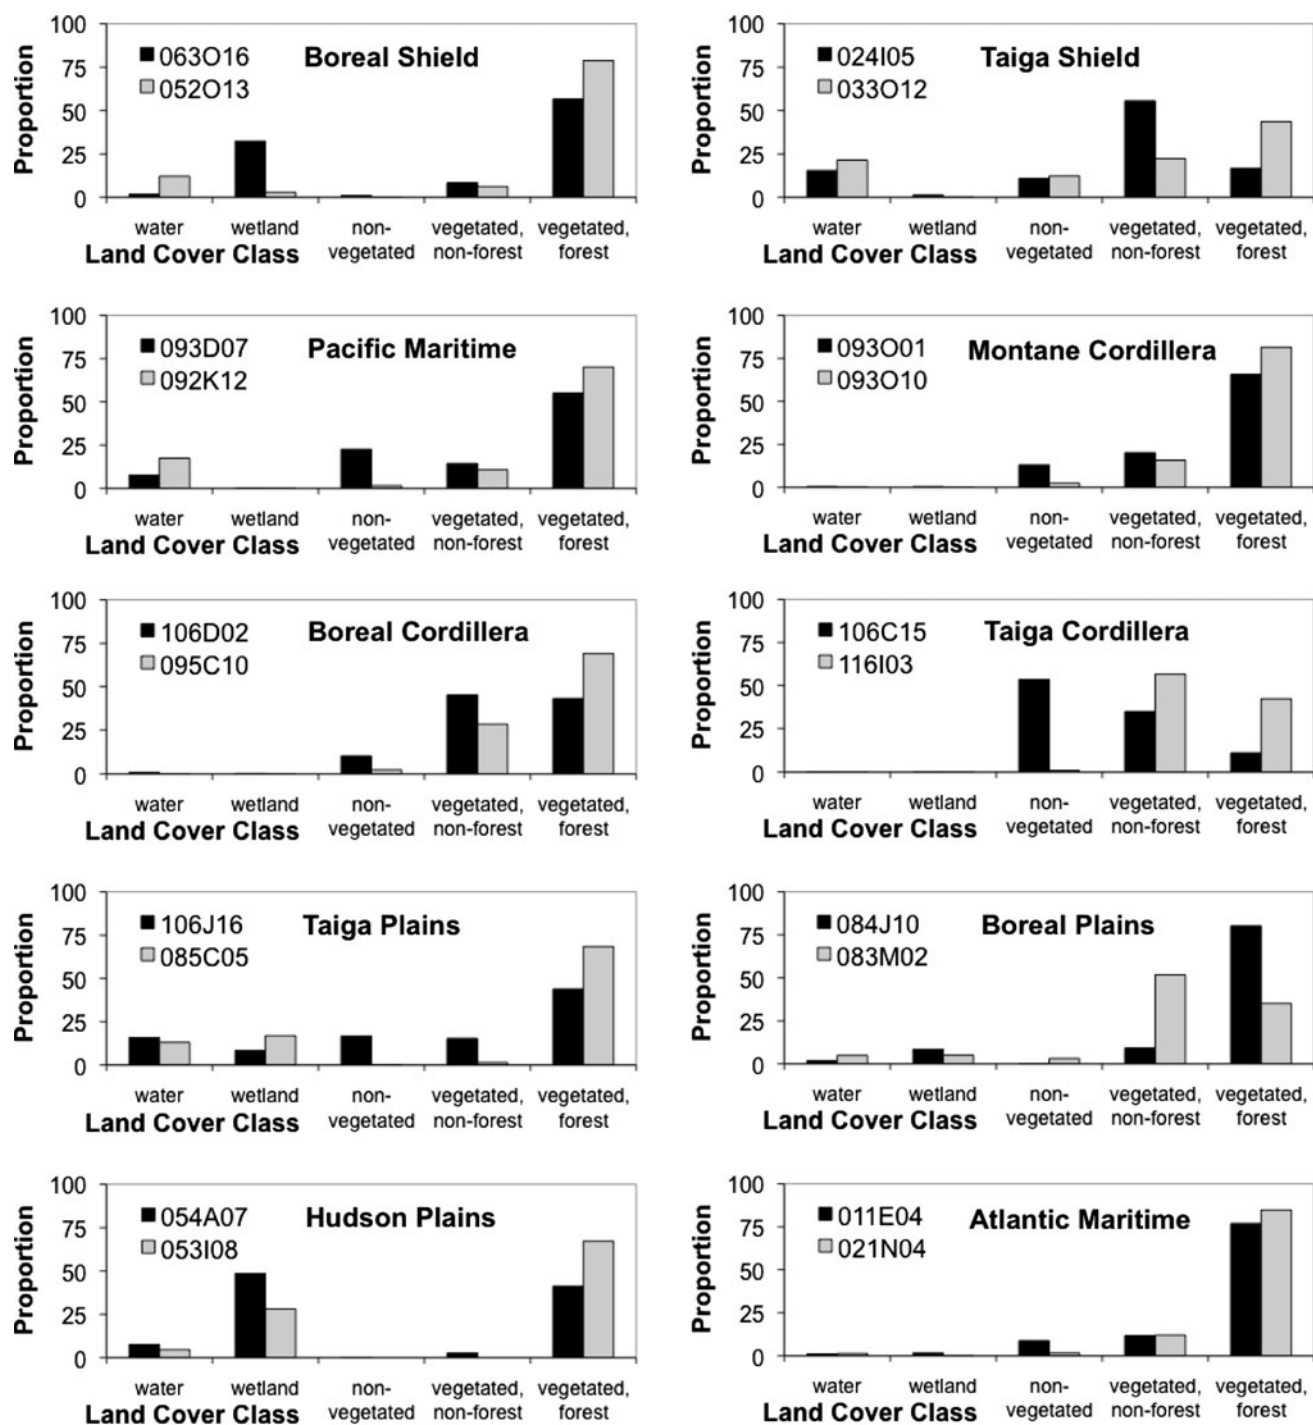 100
75
50
25
0
Proportion
063O16
052O13
Boreal Shield
water
wetland
non-
vegetated
vegetated,
non-forest
vegetated,
forest
Land Cover Class
100
75
50
25
0
Proportion
024I05
033O12
Taiga Shield
water
wetland
non-
vegetated
vegetated,
non-forest
vegetated,
forest
Land Cover Class
100
75
50
25
0
Proportion
093D07
092K12
Pacific Maritime
water
wetland
non-
vegetated
vegetated,
non-forest
vegetated,
forest
Land Cover Class
100
75
50
25
0
Proportion
093O01
093O10
Montane Cordillera
water
wetland
non-
vegetated
vegetated,
non-forest
vegetated,
forest
Land Cover Class
100
75
50
25
0
Proportion
106D02
095C10
Boreal Cordillera
water
wetland
non-
vegetated
vegetated,
non-forest
vegetated,
forest
Land Cover Class
100
75
50
25
0
Proportion
106C15
116I03
Taiga Cordillera
water
wetland
non-
vegetated
vegetated,
non-forest
vegetated,
forest
Land Cover Class
100
75
50
25
0
Proportion
106J16
085C05
Taiga Plains
water
wetland
non-
vegetated
vegetated,
non-forest
vegetated,
forest
Land Cover Class
100
75
50
25
0
Proportion
084J10
083M02
Boreal Plains
water
wetland
non-
vegetated
vegetated,
non-forest
vegetated,
forest
Land Cover Class
100
75
50
25
0
Proportion
054A07
053I08
Hudson Plains
water
wetland
non-
vegetated
vegetated,
non-forest
vegetated,
forest
Land Cover Class
100
75
50
25
0
Proportion
011E04
021N04
Atlantic Maritime
water
wetland
non-
vegetated
vegetated,
non-forest
vegetated,
forest
Land Cover Class